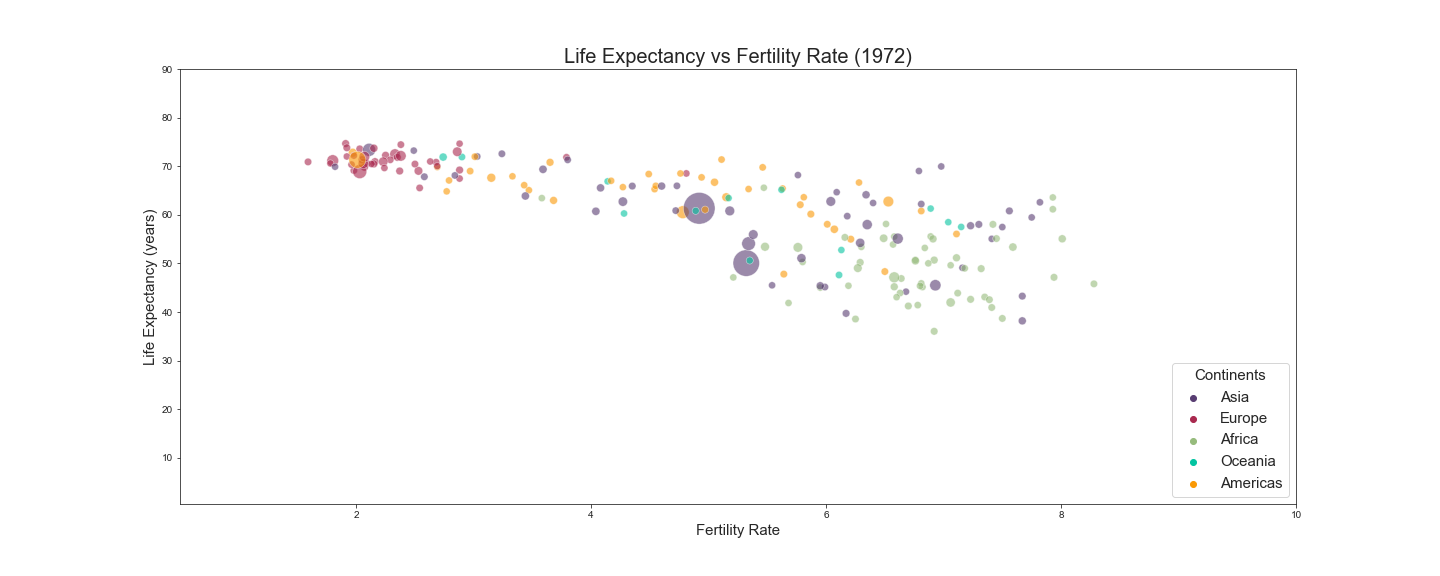 Life Expectancy vs Fertility Rate (1972)
90
80
70
60
50
40
30
20
10
Life Expectancy (years)
2
4
6
8
10
Fertility Rate
Continents
Asia
Europe
Africa
Oceania
Americas